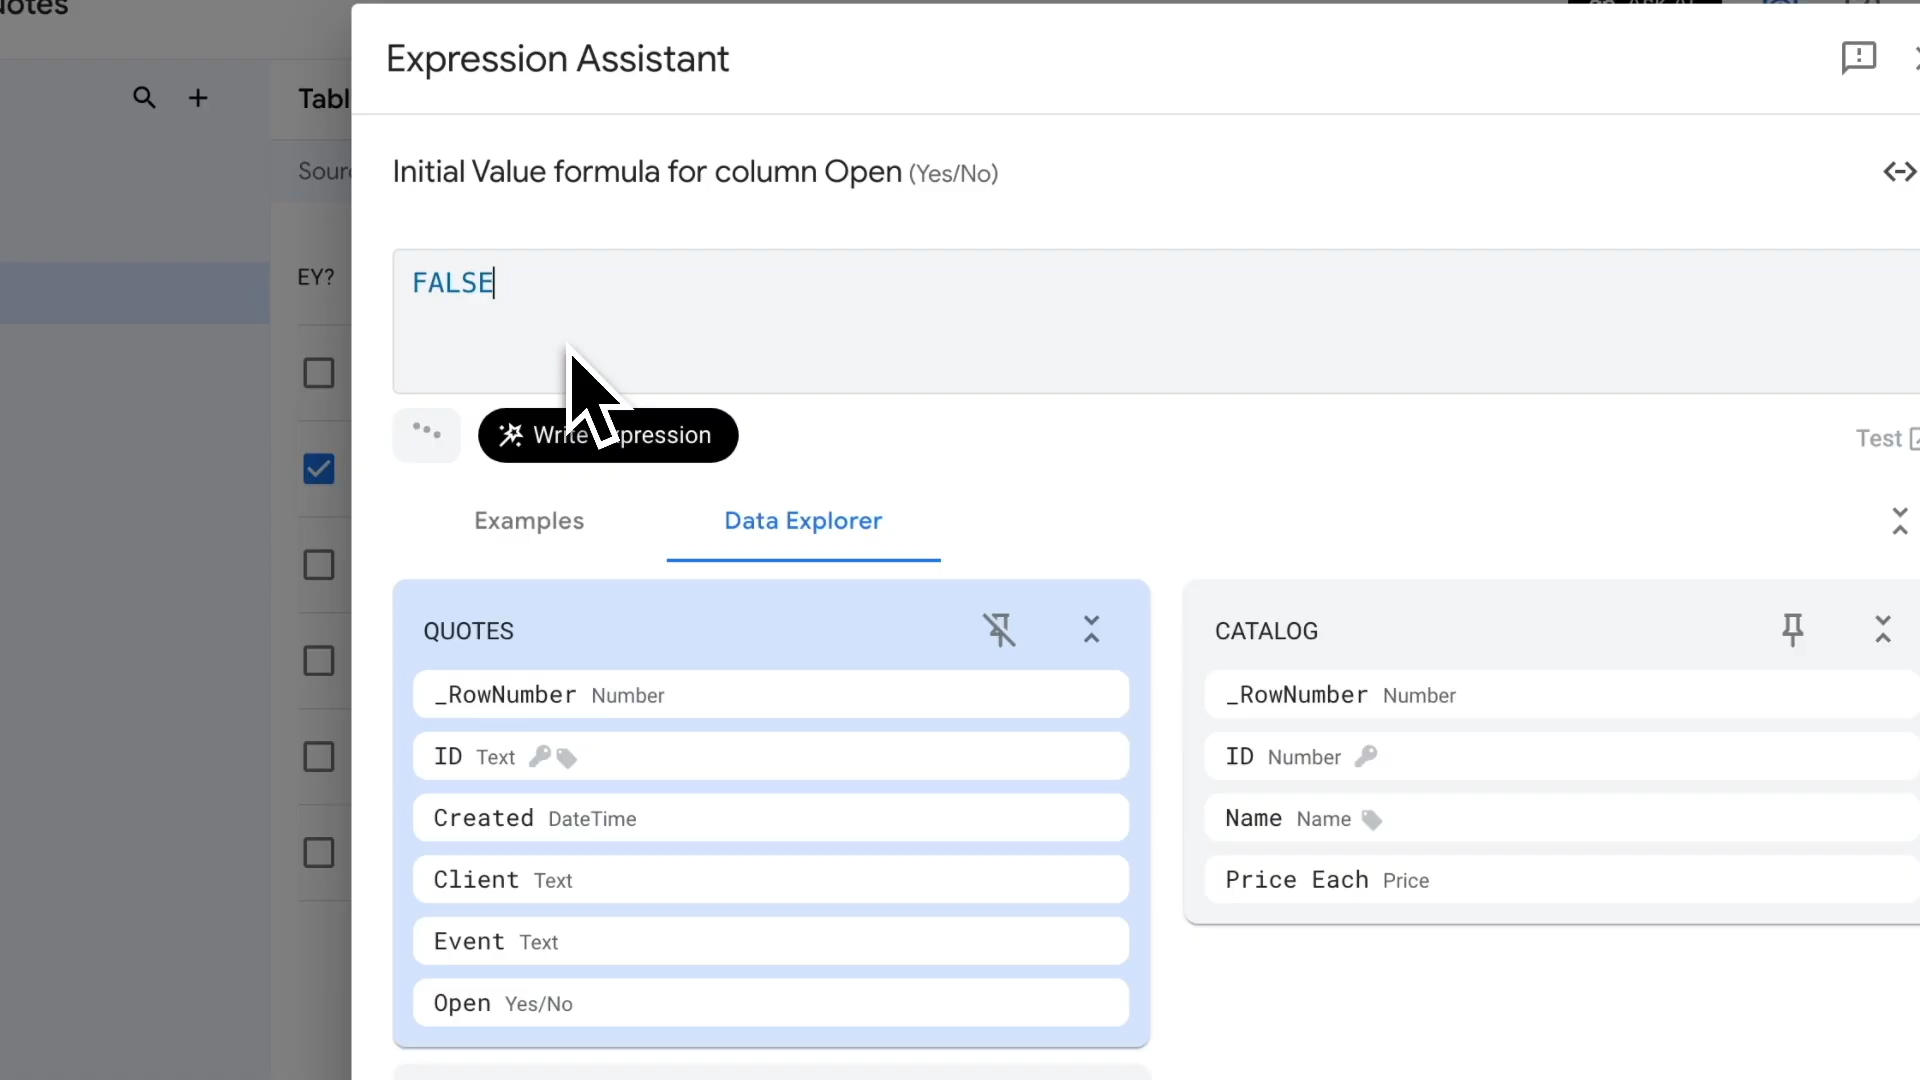 Expression Assistant
Tabl
Initial Value formula for column Open (Yes/No)
EY?
FALSE
Test
Examples
Data Explorer
QUOTES
_RowNumber Number
ID Text
Created DateTime
Client Text
Event Text
Open Yes/No
CATALOG
_RowNumber Number
ID Number
Name Name
Price Each Price